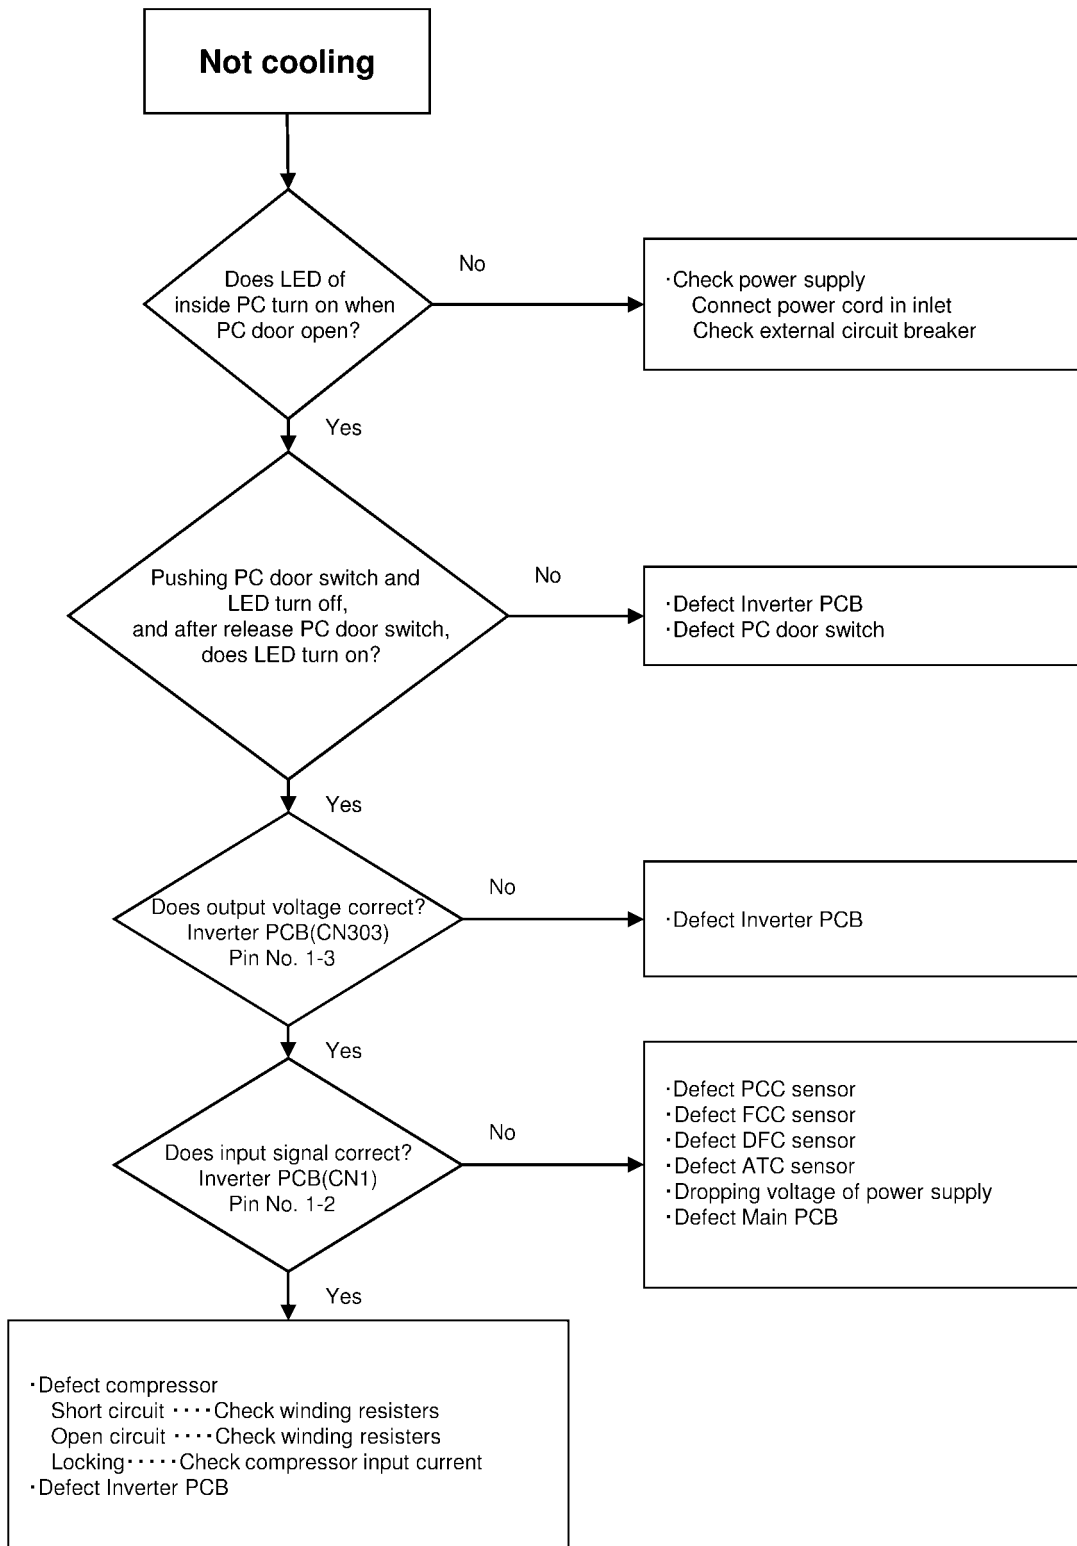 Not cooling
Does LED of
inside PC turn on when
PC door open?
No
·Check power supply
Connect power cord in inlet
Check external circuit breaker
Yes
Pushing PC door switch and
LED turn off,
and after release PC door switch,
does LED turn on?
No
·Defect Inverter PCB
·Defect PC door switch
Yes
Does output voltage correct?
Inverter PCB(CN303)
Pin No. 1-3
No
·Defect Inverter PCB
Yes
Does input signal correct?
Inverter PCB(CN1)
Pin No. 1-2
No
·Defect PCC sensor
·Defect FCC sensor
·Defect DFC sensor
·Defect ATC sensor
·Dropping voltage of power supply
·Defect Main PCB
Yes
·Defect compressor
Short circuit ····Check winding resisters
Open circuit ····Check winding resisters
Locking·····Check compressor input current
·Defect Inverter PCB